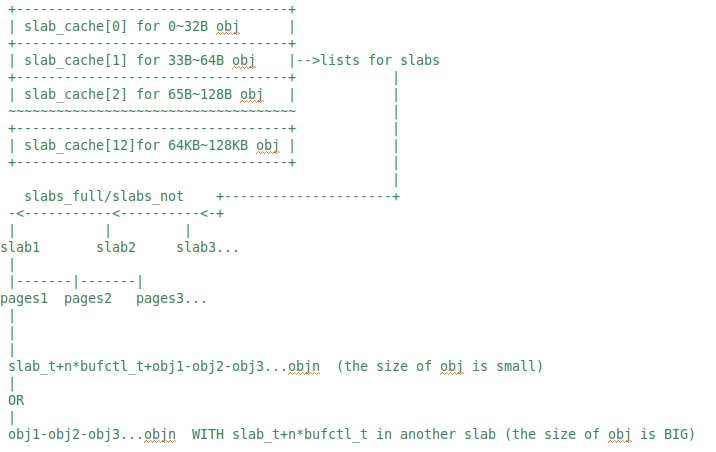 +----------------------------------+
| slab_cache[0] for 0~32B obj      |
+----------------------------------+
| slab_cache[1] for 33B~64B obj    |-->lists for slabs
+----------------------------------+            |
| slab_cache[2] for 65B~128B obj   |            |
~~~~~~~~~~~~~~~~~~~~~~~~~~~~~~~~~~~~            |
+----------------------------------+            |
| slab_cache[12]for 64KB~128KB obj |            |
+----------------------------------+            |
                                                |
  slabs_full/slabs_not    +---------------------+
-<-----------<----------<-+
|           |         |
slab1       slab2     slab3...
|
|-------|-------|
pages1  pages2   pages3...
|
|
|
slab_t+n*bufctl_t+obj1-obj2-obj3...objn  (the size of obj is small)
|
OR
|
obj1-obj2-obj3...objn  WITH slab_t+n*bufctl_t in another slab (the size of obj is BIG)